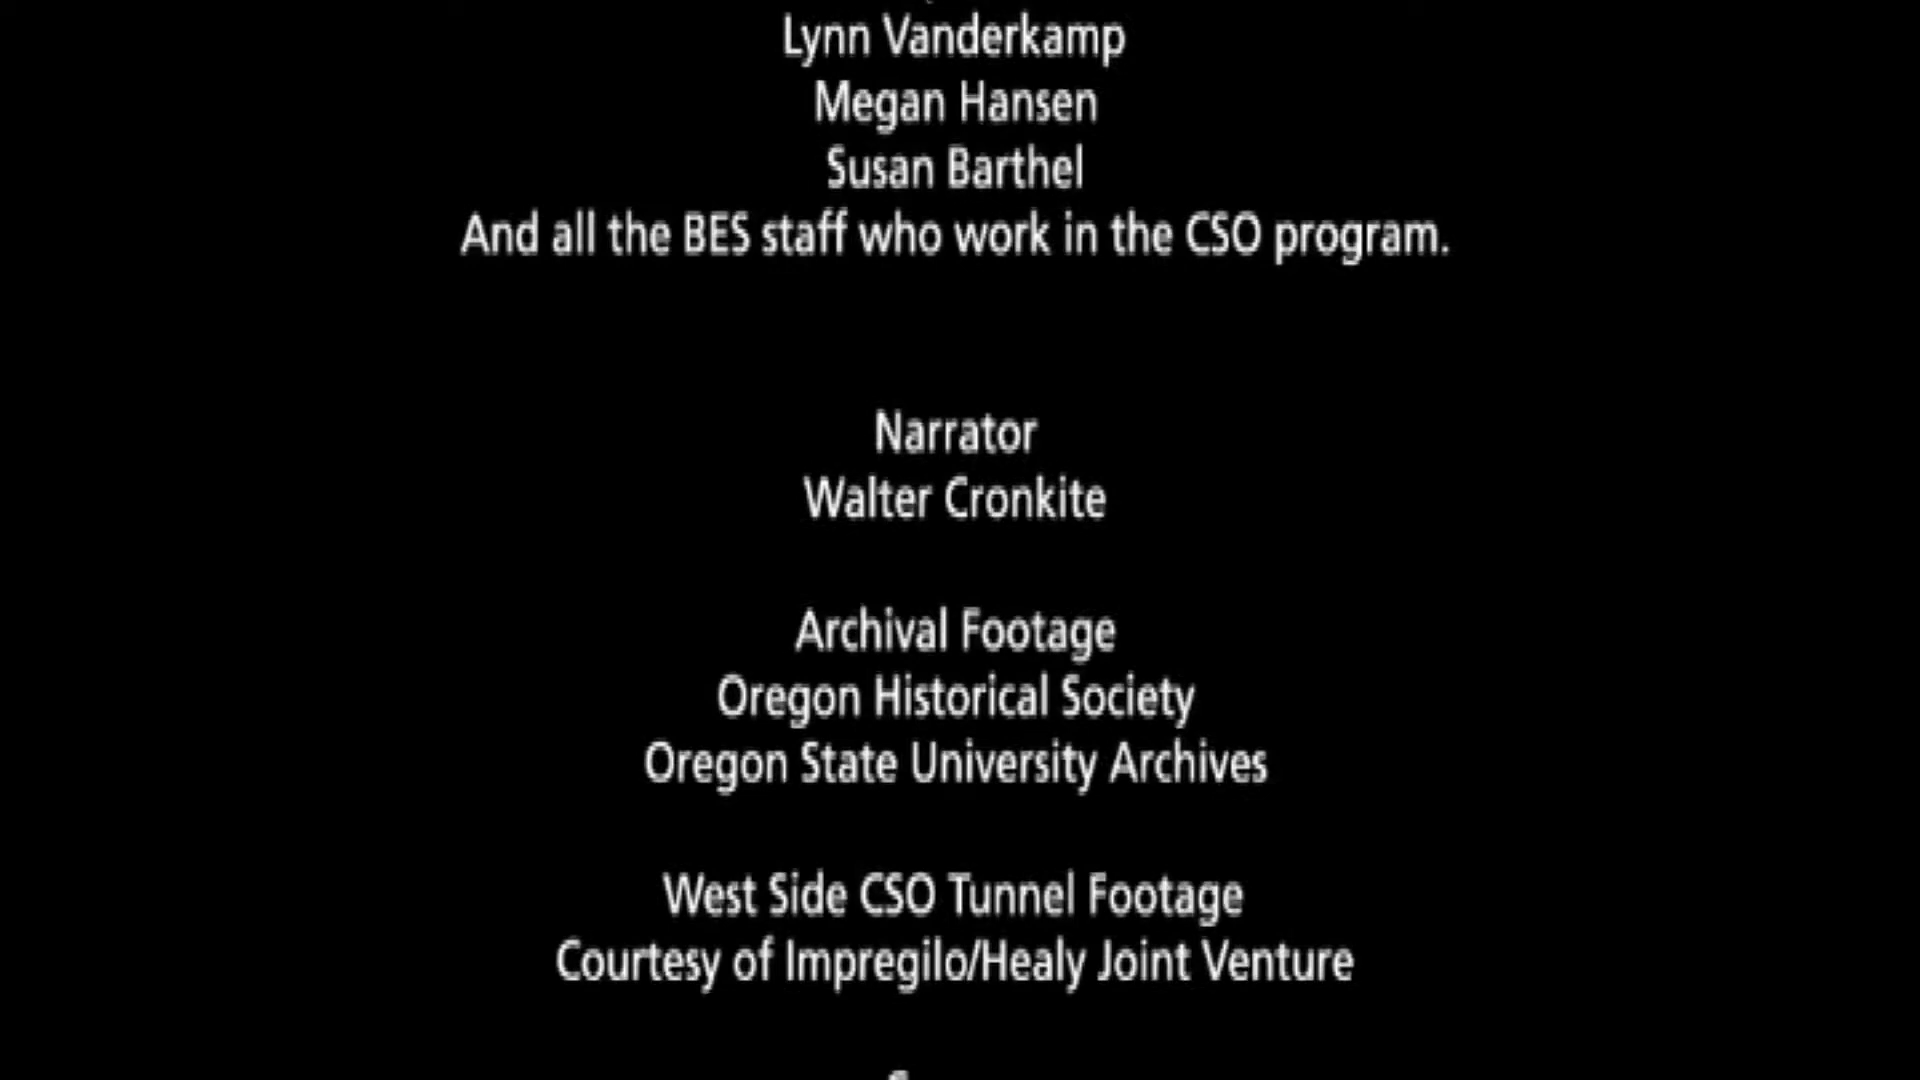 Lynn Vanderkamp
Megan Hansen
Susan Barthel
And all the BES staff who work in the CSO program.
Narrator
Walter Cronkite
Archival Footage
Oregon Historical Society
Oregon State University Archives
West Side CSO Tunnel Footage
Courtesy of Impregilo/Healy Joint Venture